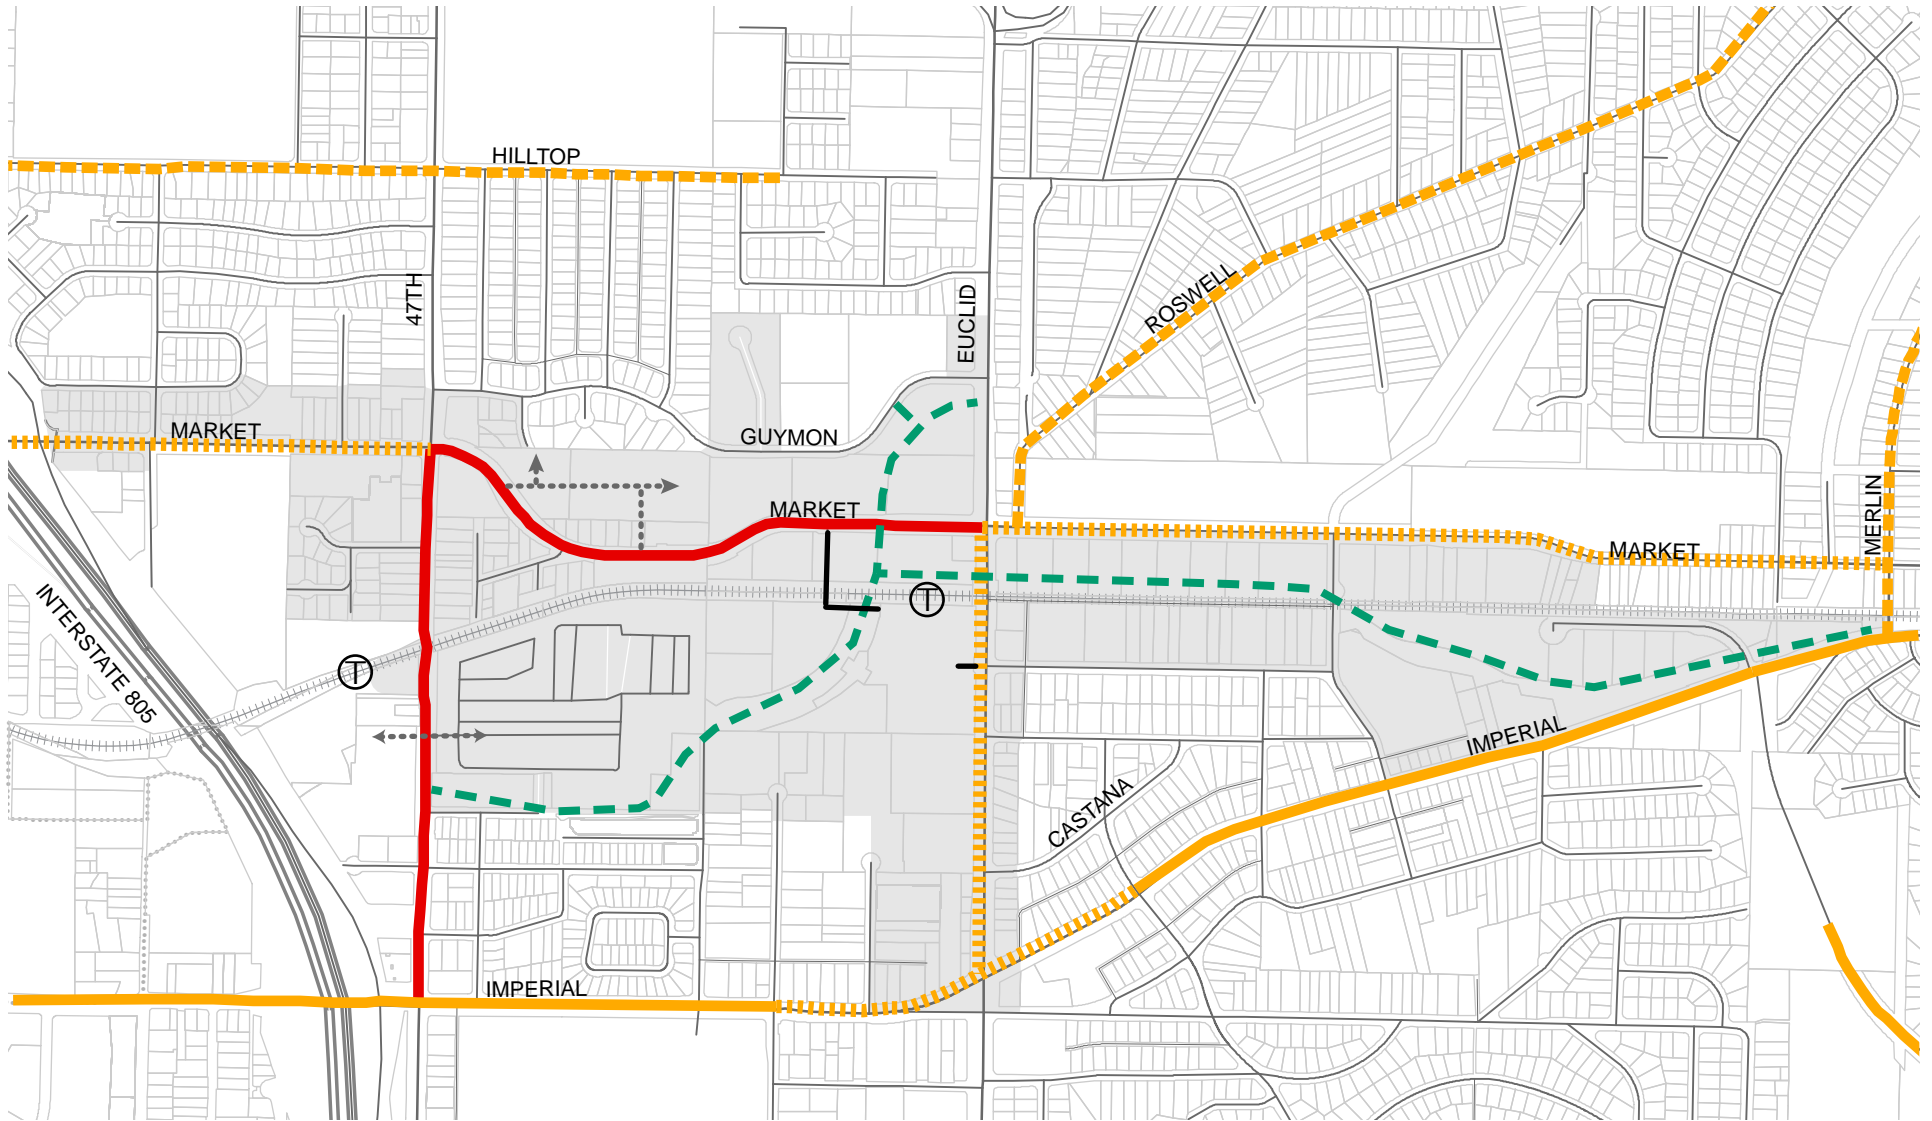 HILLTOP
47TH
EUCLID
ROSWELL
MARKET
GUYMON
MARKET
MERLIN
MARKET
T
INTERSTATE 805
T
IMPERIAL
CASTANA
IMPERIAL